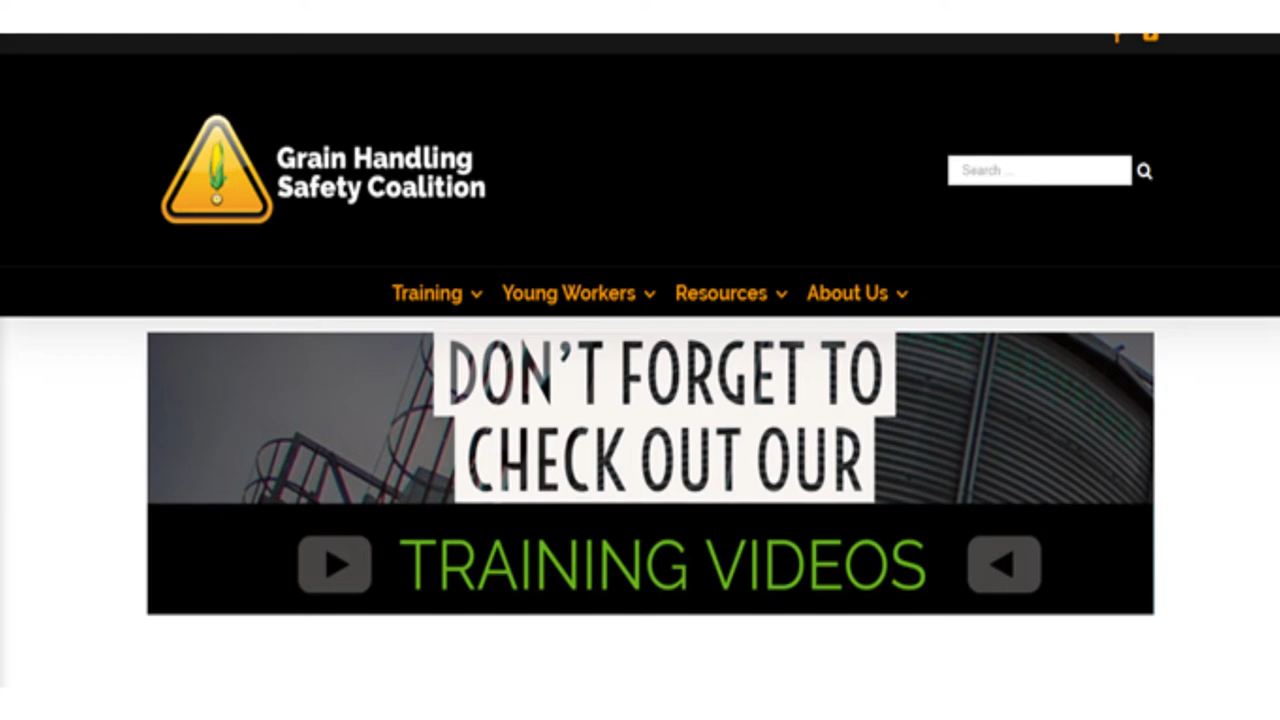 Grain Handling
Safety Coalition
Search ...
Training
Young Workers
Resources
About Us
DON'T FORGET TO
CHECK OUT OUR
TRAINING VIDEOS